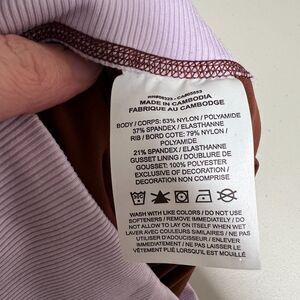 MADE IN CAMBODIA
FABRIQUE AU CAMBODGE
BODY / CORPS: 63% NYLON /
POLYAMIDE
37% SPANDEX / ELASTHANNE
RIB / BORD COTE: 79% NYLON /
POLYAMIDE
21% SPANDEX / ELASTHANNE
GUSSET LINING / DOUBLURE DE
GOUSSET: 100% POLYESTER
EXCLUSIVE OF DECORATION /
DECORATION NON COMPRISE
WASH WITH LIKE COLORS / DO NOT USE
SOFTENERS / REMOVE IMMEDIATELY / DO
NOT ALLOW TO LAY ON ITSELF WHEN WET
LAVER AVEC COULEURS SIMILAIRES / NE PAS
UTILISER D'ADOUCISSEUR / ENLEVER
IMMÉDIATEMENT / NE PAS LAISSER LE
VÊTEMENT PLIÉ LORSQU'IL EST MOUILLÉ